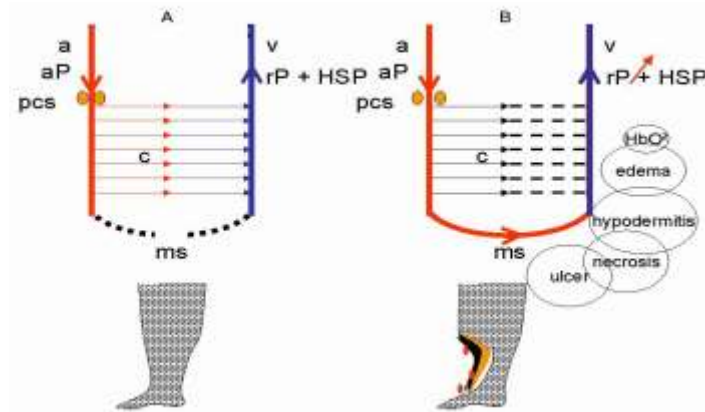 A
a
v
aP
rP + HSP
pcs
c
ms
B
a
v
aP
rP + HSP
pcs
HbO²
c
edema
hypodermitis
ms
necrosis
ulcer